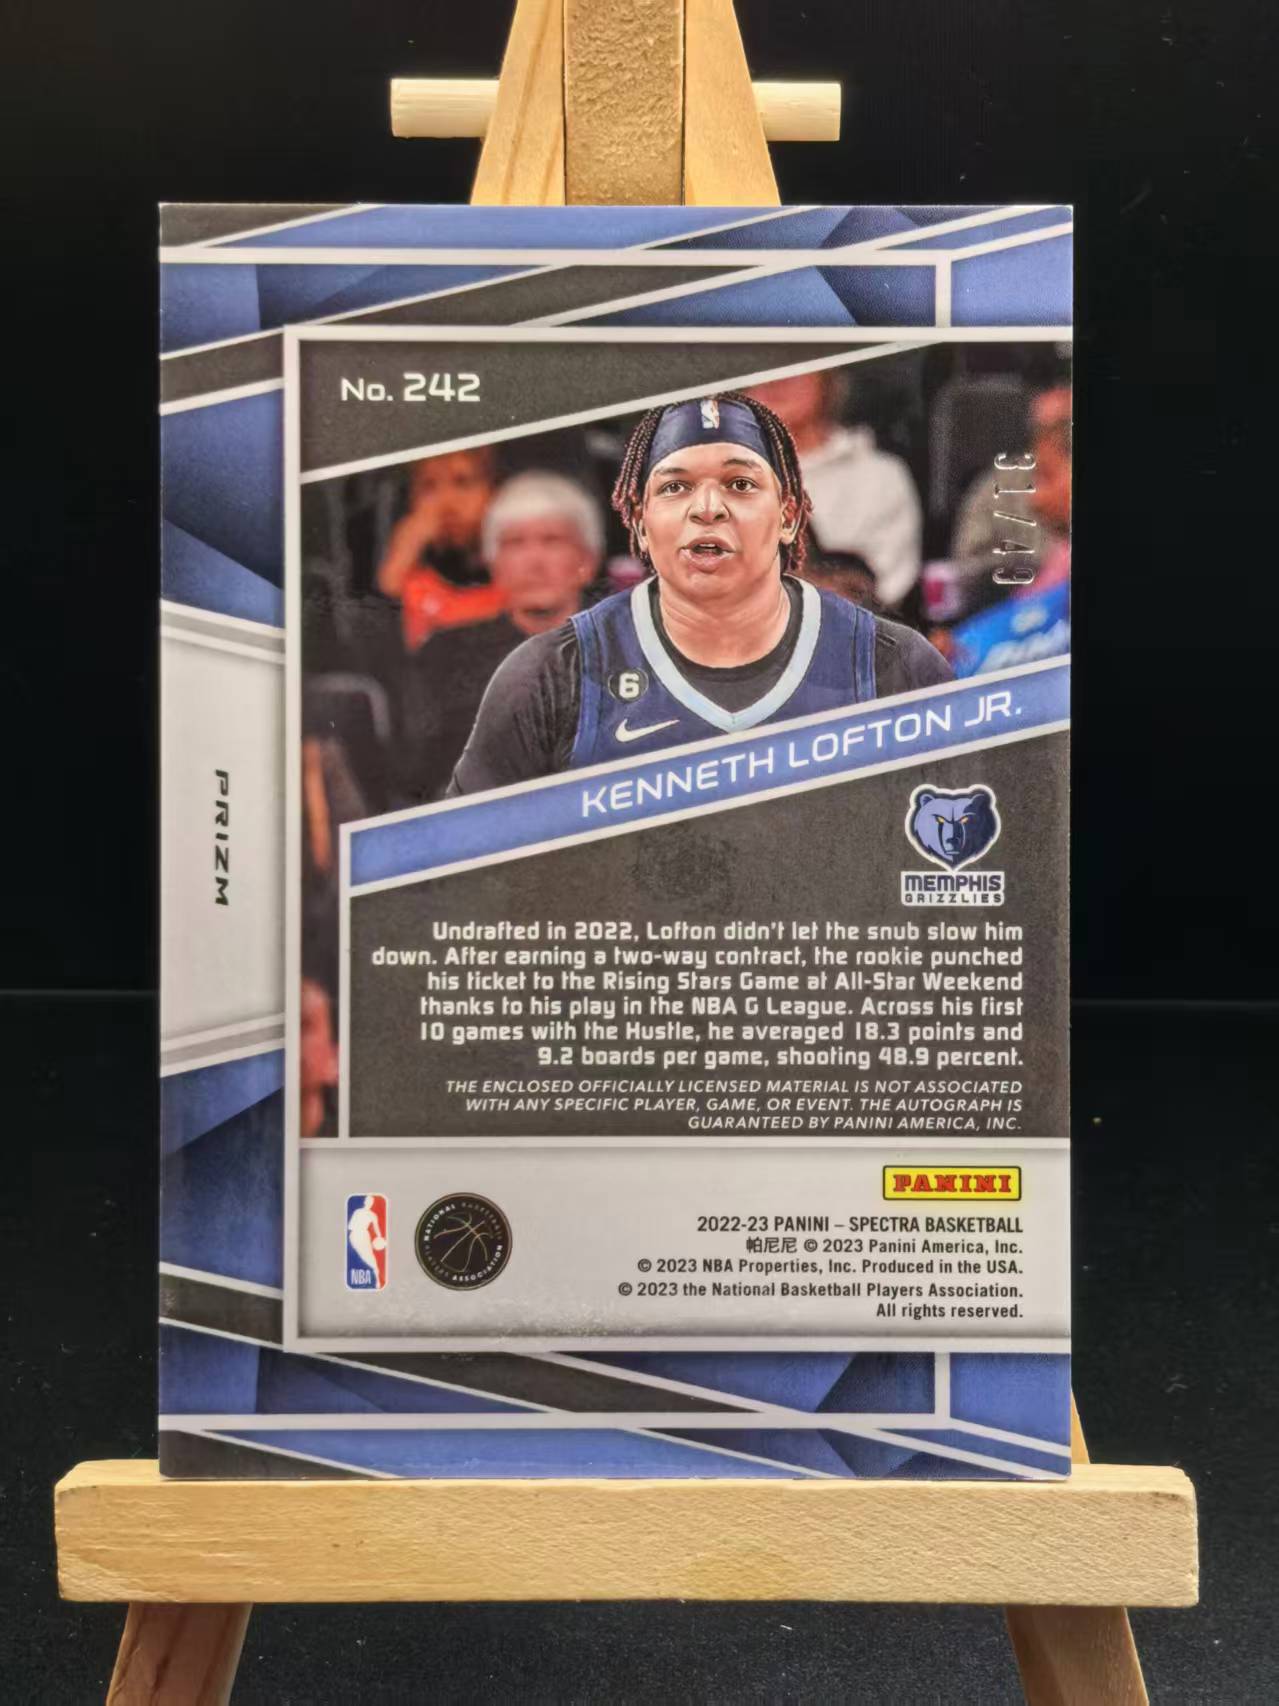 No. 242
31/49
6
KENNETH LOFTON JR.
MEMPHIS
GRIZZLIES
PRIZM
Undrafted in 2022, Lofton didn't let the snub slow him
down. After earning a two-way contract, the rookie punched
his ticket to the Rising Stars Game at All-Star Weekend
thanks to his play in the NBA G League. Across his first
10 games with the Hustle, he averaged 18.3 points and
9.2 boards per game, shooting 48.9 percent.
THE ENCLOSED OFFICIALLY LICENSED MATERIAL IS NOT ASSOCIATED
WITH ANY SPECIFIC PLAYER, GAME, OR EVENT. THE AUTOGRAPH IS
GUARANTEED BY PANINI AMERICA, INC.
PANINI
NBA
NATIONAL BASKETBALL
PLAYERS ASSOCIATION
2022-23 PANINI – SPECTRA BASKETBALL
帕尼尼 © 2023 Panini America, Inc.
© 2023 NBA Properties, Inc. Produced in the USA.
© 2023 the National Basketball Players Association.
All rights reserved.